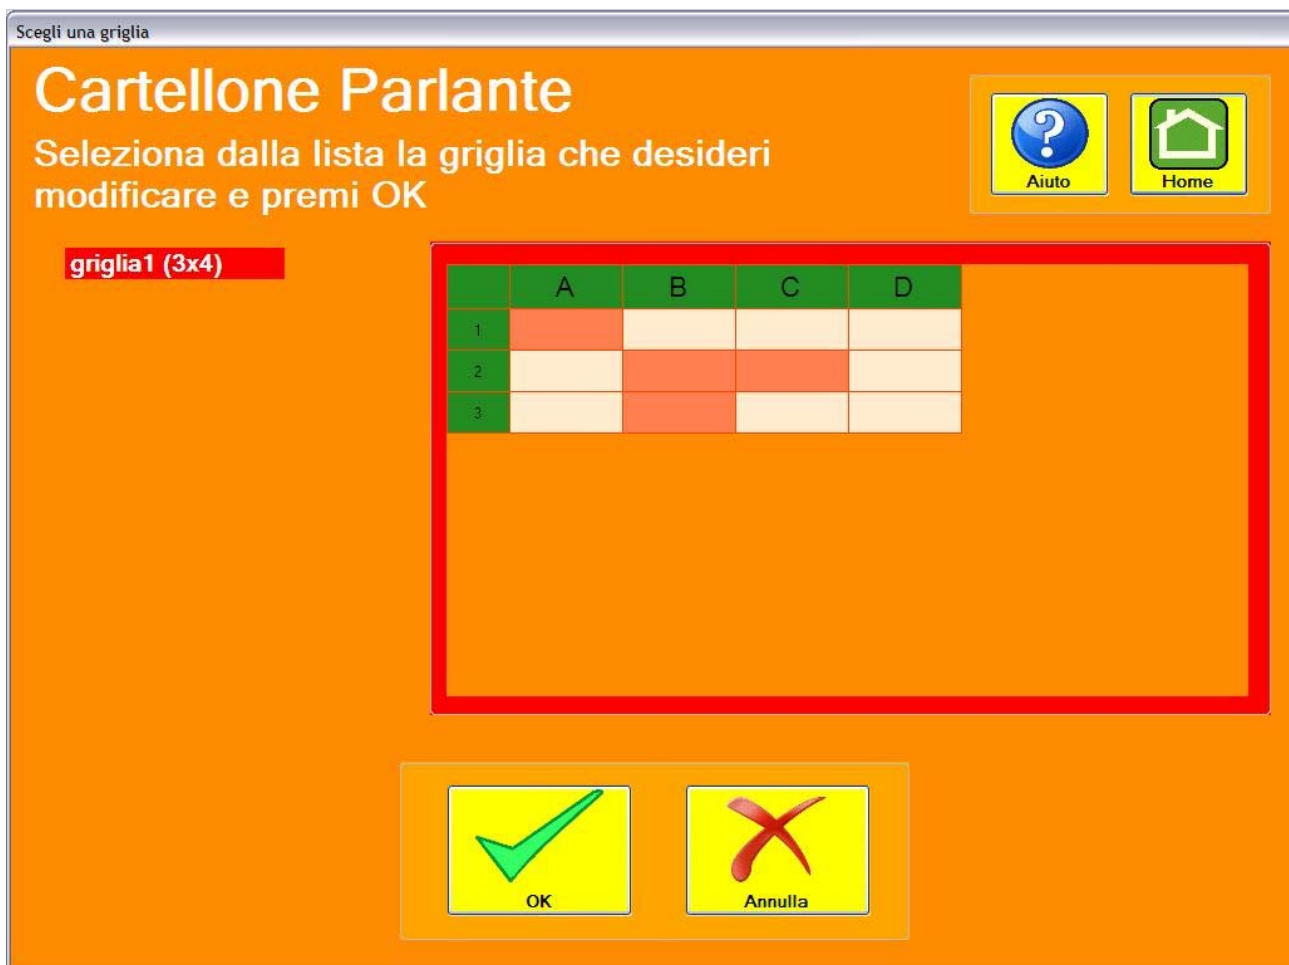 Scegli una griglia
Cartellone Parlante
Seleziona dalla lista la griglia che desideri
modificare e premi OK
Aiuto
Home
griglia1 (3x4)
A B C D
1
2
3
OK
Annulla